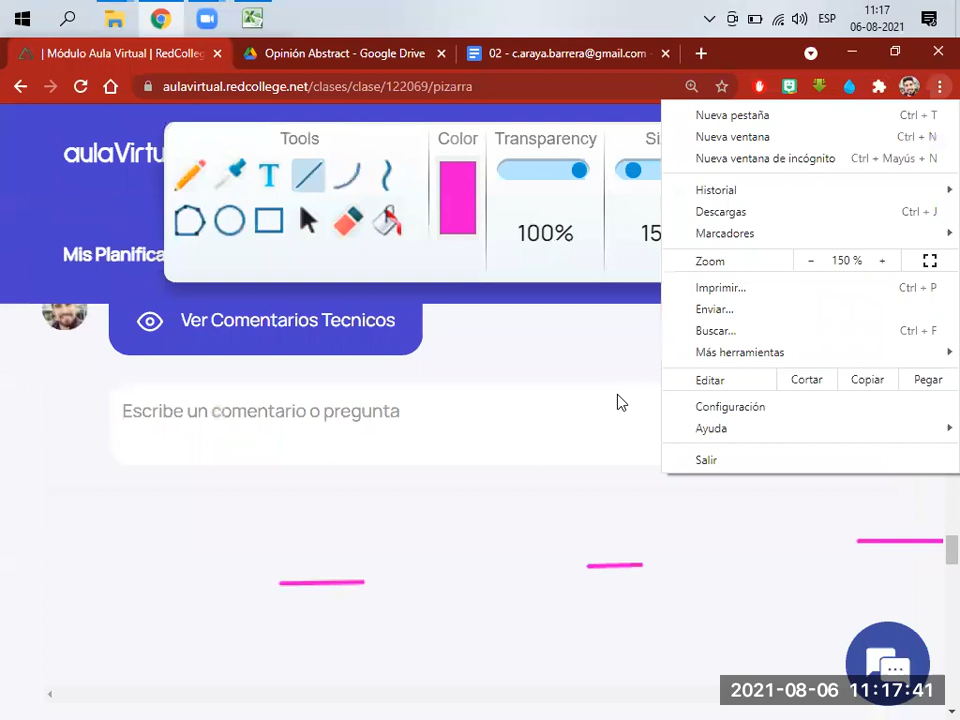 11:17
ESP
06-08-2021
| Módulo Aula Virtual | RedColleg
Opinión Abstract - Google Drive
02 - c.araya.barrera@gmail.com -
aulavirtual.redcollege.net/clases/clase/122069/pizarra
aulaVirtu
Tools
Color
Transparency
Si
100%
15
Mis Planifica
Ver Comentarios Tecnicos
Escribe un comentario o pregunta
Nueva pestaña Ctrl + T
Nueva ventana Ctrl + N
Nueva ventana de incógnito Ctrl + Mayús + N
Historial
Descargas Ctrl + J
Marcadores
Zoom - 150 % +
Imprimir... Ctrl + P
Enviar...
Buscar... Ctrl + F
Más herramientas
Editar Cortar Copiar Pegar
Configuración
Ayuda
Salir
2021-08-06 11:17:41